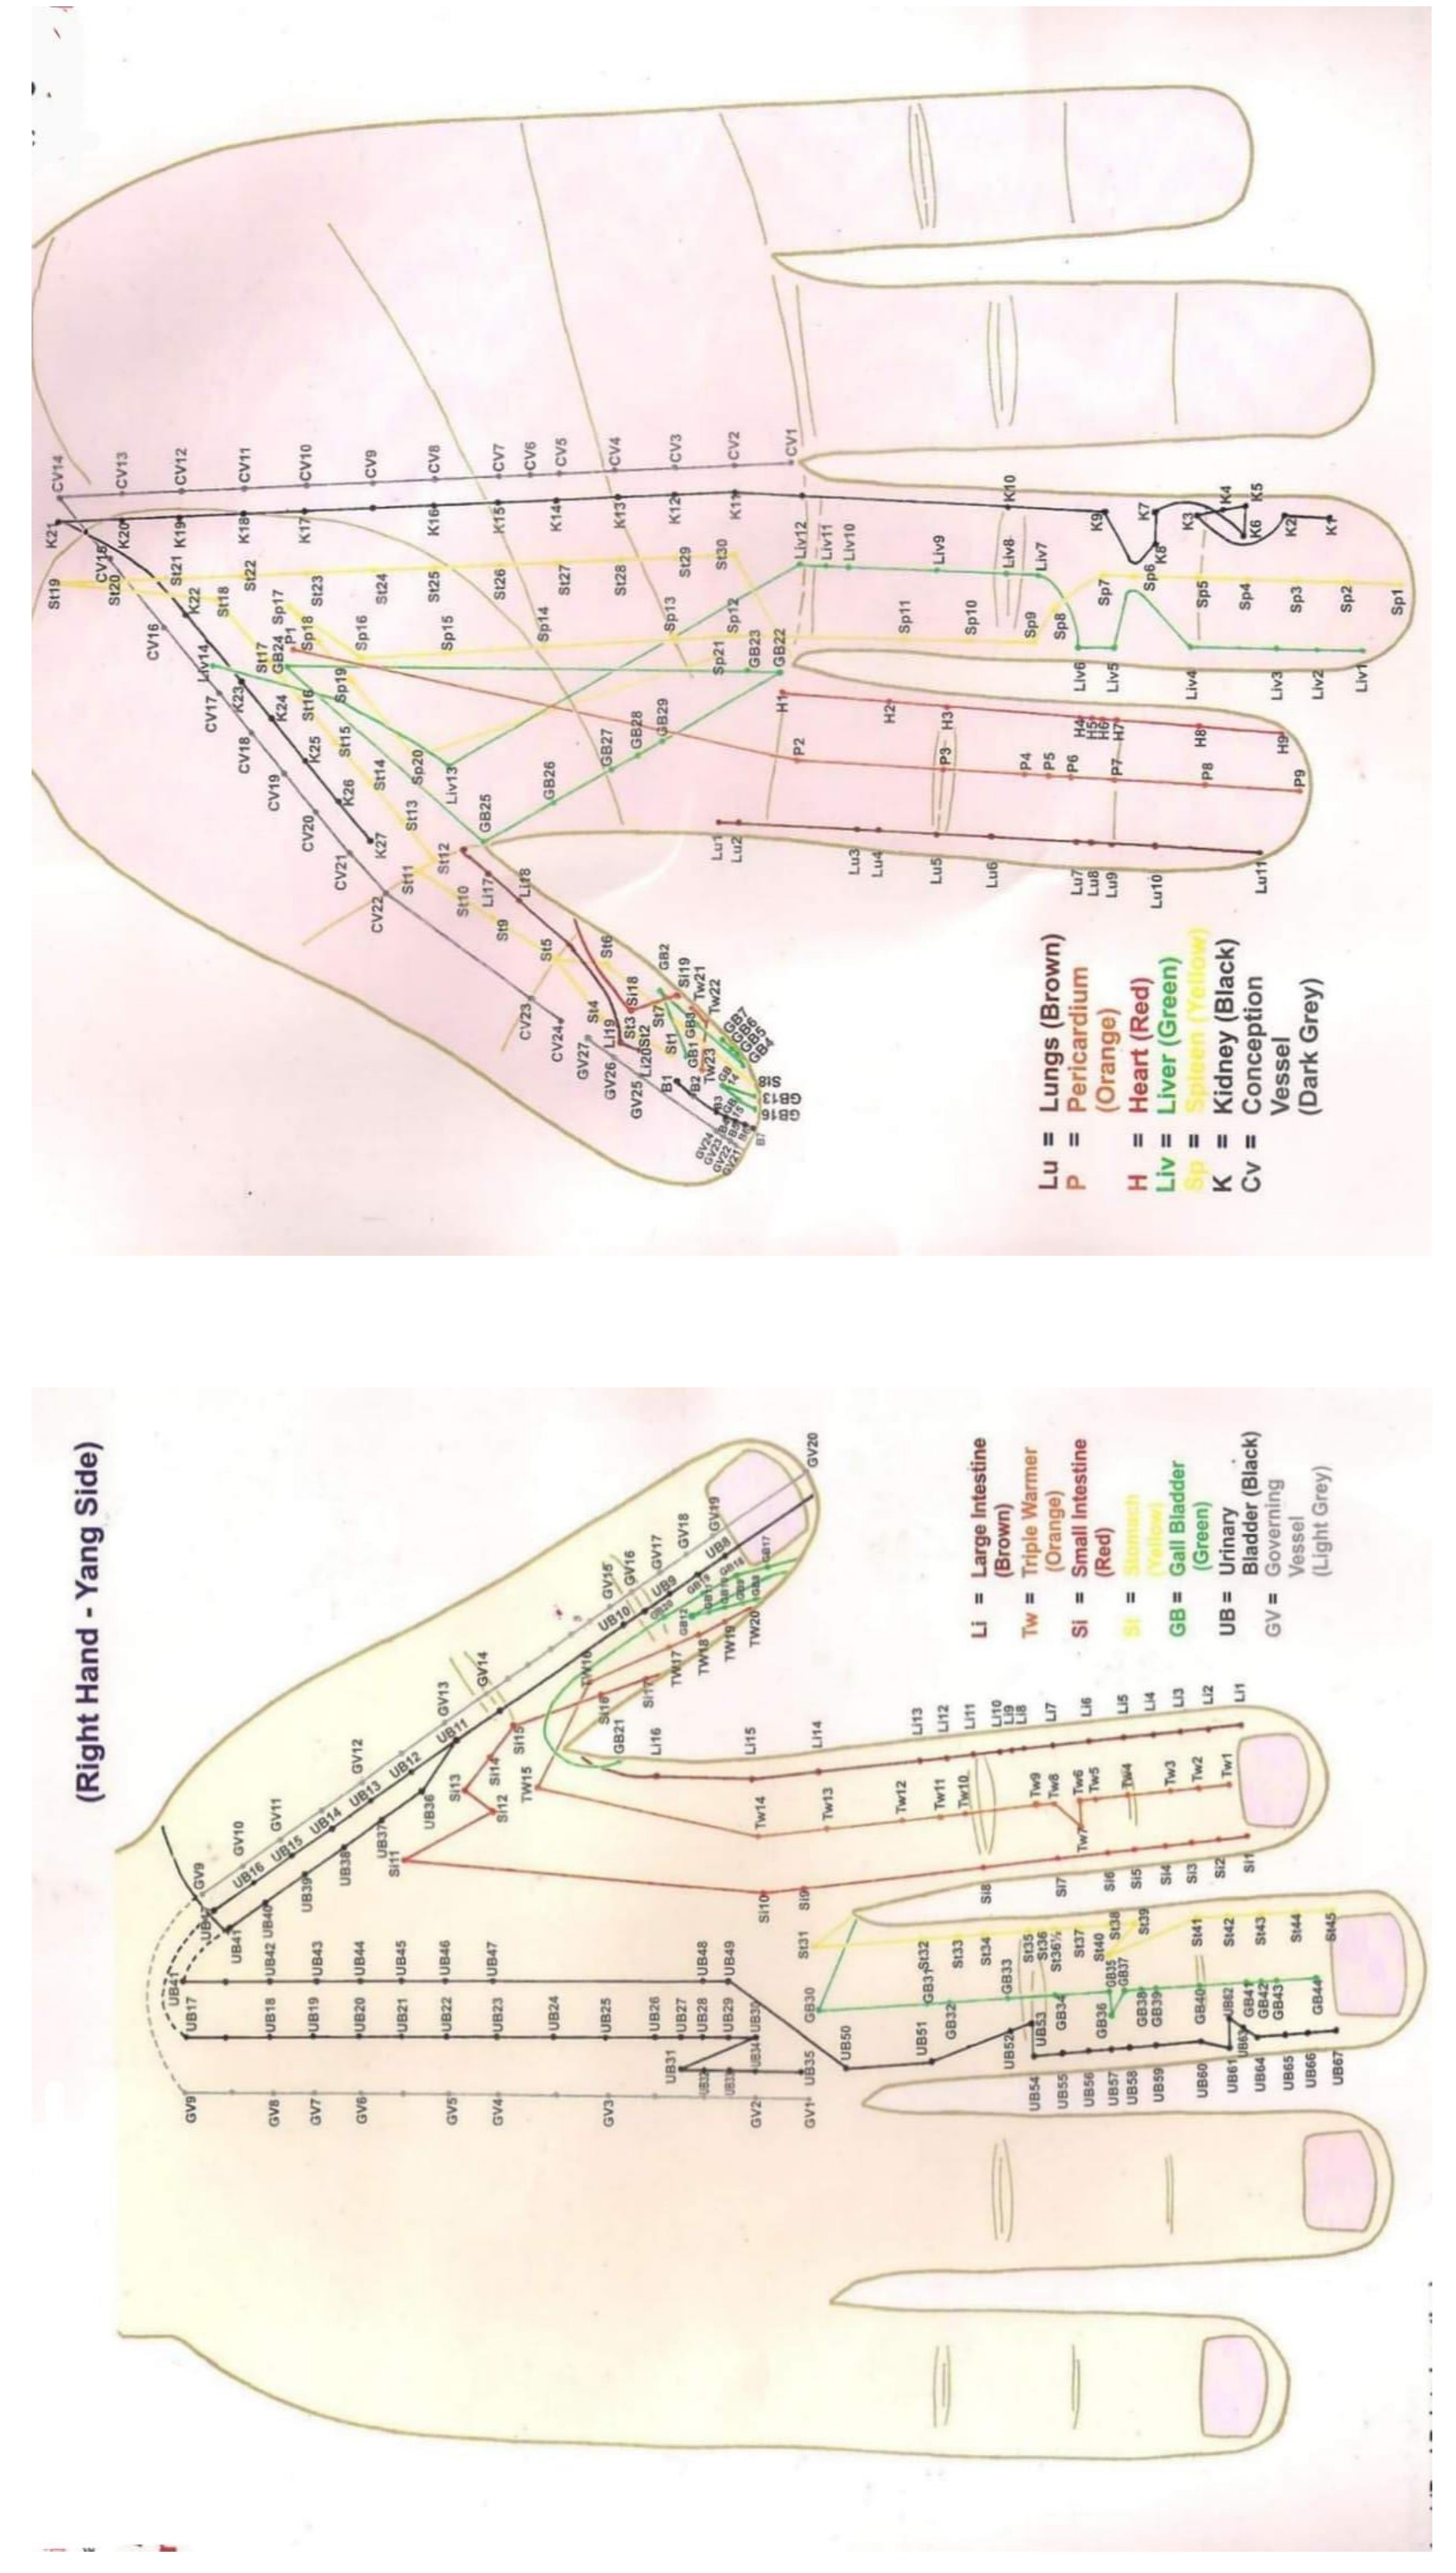 (Right Hand - Yang Side)
GV9
UB17
UB41
UB17
GV9
UB41
UB16
GV10
GV8
UB18
UB42
UB40
UB15
GV11
UB39
GV7
UB19
UB43
UB14
UB38
GV6
UB20
UB44
UB13
GV12
UB37
UB21
UB45
Si11
UB12
UB36
GV5
UB22
UB46
Si13
UB11
GV13
GV4
UB23
UB47
Si12
Si14
GV14
TW15
Si15
UB24
TW16
GV3
UB25
GB21
Si16
UB10
GV15
GV16
UB26
Li16
Si17
UB9
GV17
UB31
UB27
TW17
GB12
GV18
UB32
UB28
UB48
TW18
GB11
GB19
UB8
GV19
UB33
UB29
UB49
TW19
GB10
GB18
GB9
GV2
UB34
UB30
Si10
Tw14
Li15
TW20
GB8
GB17
GV1
UB35
GB30
St31
Si9
Tw13
Li14
GV20
UB50
Tw12
UB51
GB31
St32
Li13
GB32
St33
Tw11
Li12
Tw10
Li11
St34
Si8
Li10
UB52
GB33
Li9
Li8
UB54
UB53
St35
St36
Tw9
UB55
GB34
St36½
Si7
Tw8
Li7
UB56
St37
Tw7
Tw6
Li6
Tw5
UB57
GB36
GB35
St40
St38
Si6
UB58
GB37
Si5
Tw4
Li5
GB38
St39
UB59
GB39
Si4
Tw3
Li4
Si3
Li3
UB60
GB40
St41
Tw2
Li2
UB61
UB62
St42
Si2
Tw1
UB63
GB41
Si1
Li1
UB64
GB42
St43
UB65
GB43
St44
UB66
GB44
St45
UB67
Li = Large Intestine
(Brown)
Tw = Triple Warmer
(Orange)
Si = Small Intestine
(Red)
St = Stomach
(Yellow)
GB = Gall Bladder
(Green)
UB = Urinary
Bladder (Black)
GV = Governing
Vessel
(Light Grey)
St19
K21
CV14
CV15
St20
K20
CV13
CV16
St21
K19
CV12
K22
CV17
Liv14
St18
CV18
K23
St22
K18
CV11
CV19
K24
St17
GB24
Sp17
P1
CV20
K25
St16
Sp18
St23
K17
CV10
CV21
K26
St15
Sp19
Sp16
CV22
K27
St14
St24
CV9
St11
St13
Sp20
St12
Liv13
Sp15
St25
K16
CV8
St10
Li17
GB25
St9
St26
K15
CV7
CV23
Li18
CV6
CV24
St5
GB26
Sp14
St27
K14
CV5
GV27
St4
GV26
Li19
St6
GB27
St28
K13
CV4
GV25
St3
Si18
GB28
Li20
St2
B1
St1
St7
GB2
GB29
Sp13
St29
K12
CV3
B2
GB1
GB3
Si19
Tw21
Tw23
Tw22
Lu1
Sp21
St30
Lu2
Sp12
K11
CV2
GV24
GV23
GV22
GV21
B3
B7
GB16
GB13
St8
GB7
GB6
GB5
GB4
GB23
H1
GB22
P2
Liv12
CV1
Liv11
Lu3
Liv10
Lu4
H2
Sp11
Lu5
P3
H3
Liv9
Sp10
Lu6
Liv8
K10
P4
Sp9
P5
Liv7
P6
Sp8
Lu7
H4
Liv6
Lu8
H5
H6
Lu9
P7
H7
Liv5
Sp7
K9
Lu10
Sp6
K8
K7
Liv4
Sp5
K3
P8
H8
K4
Sp4
K6
K5
Lu11
Liv3
H9
Sp3
K2
P9
Liv2
K1
Sp2
Liv1
Sp1
Lu = Lungs (Brown)
P = Pericardium
(Orange)
H = Heart (Red)
Liv = Liver (Green)
Sp = Spleen (Yellow)
K = Kidney (Black)
Cv = Conception
Vessel
(Dark Grey)